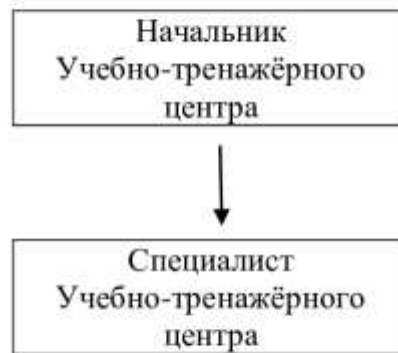 Начальник
Учебно-тренажёрного
центра
Специалист
Учебно-тренажёрного
центра